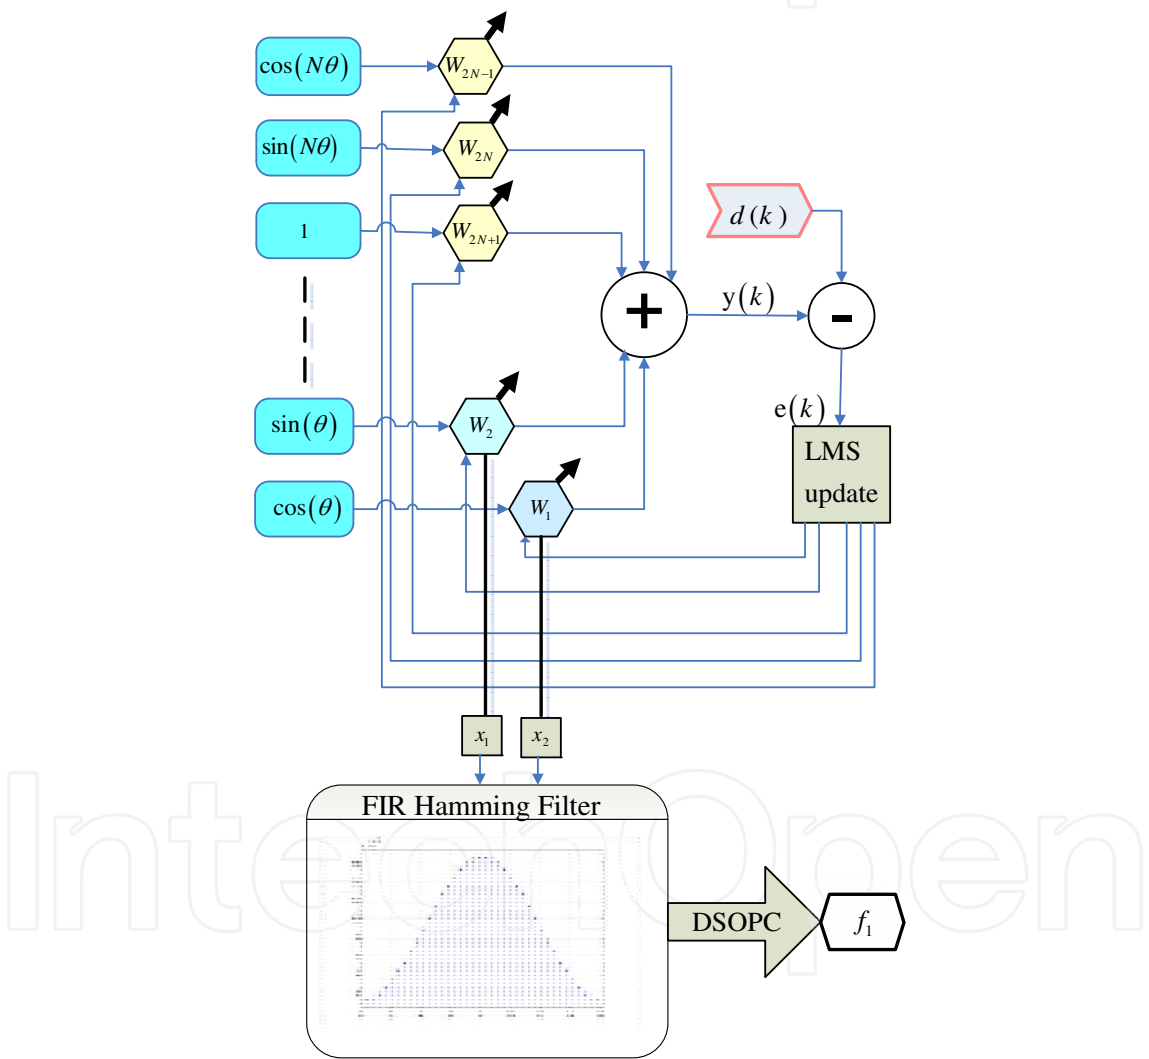 cos(Nθ)
W₂N₋₁
sin(Nθ)
W₂N
1
W₂N₊₁
d(k)
+
y(k)
-
sin(θ)
W₂
e(k)
LMS
update
cos(θ)
W₁
x₁
x₂
FIR Hamming Filter
DSOPC
f₁
IntechOpen